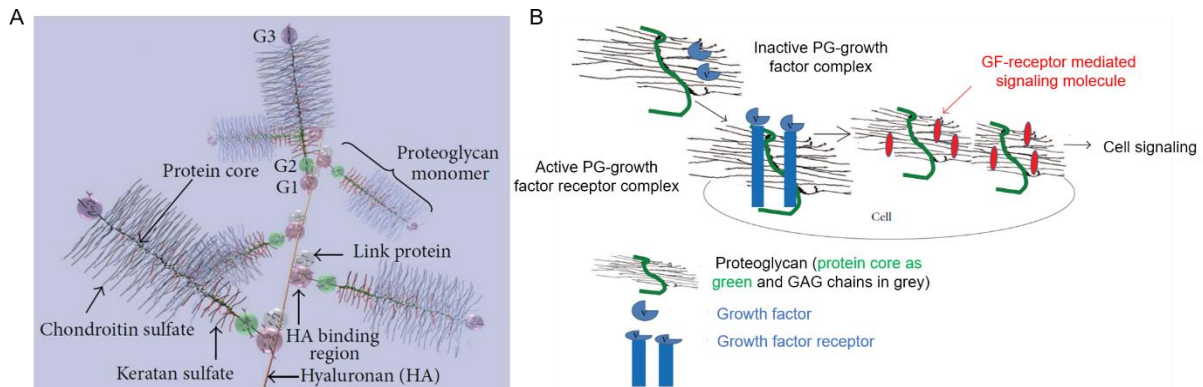 A
G3
G2
G1
Protein core
Proteoglycan
monomer
Link protein
Chondroitin sulfate
Keratan sulfate
HA binding
region
Hyaluronan (HA)
B
Inactive PG-growth
factor complex
GF-receptor mediated
signaling molecule
Active PG-growth
factor receptor complex
Cell signaling
Cell
Proteoglycan (protein core as
green and GAG chains in grey)
Growth factor
Growth factor receptor